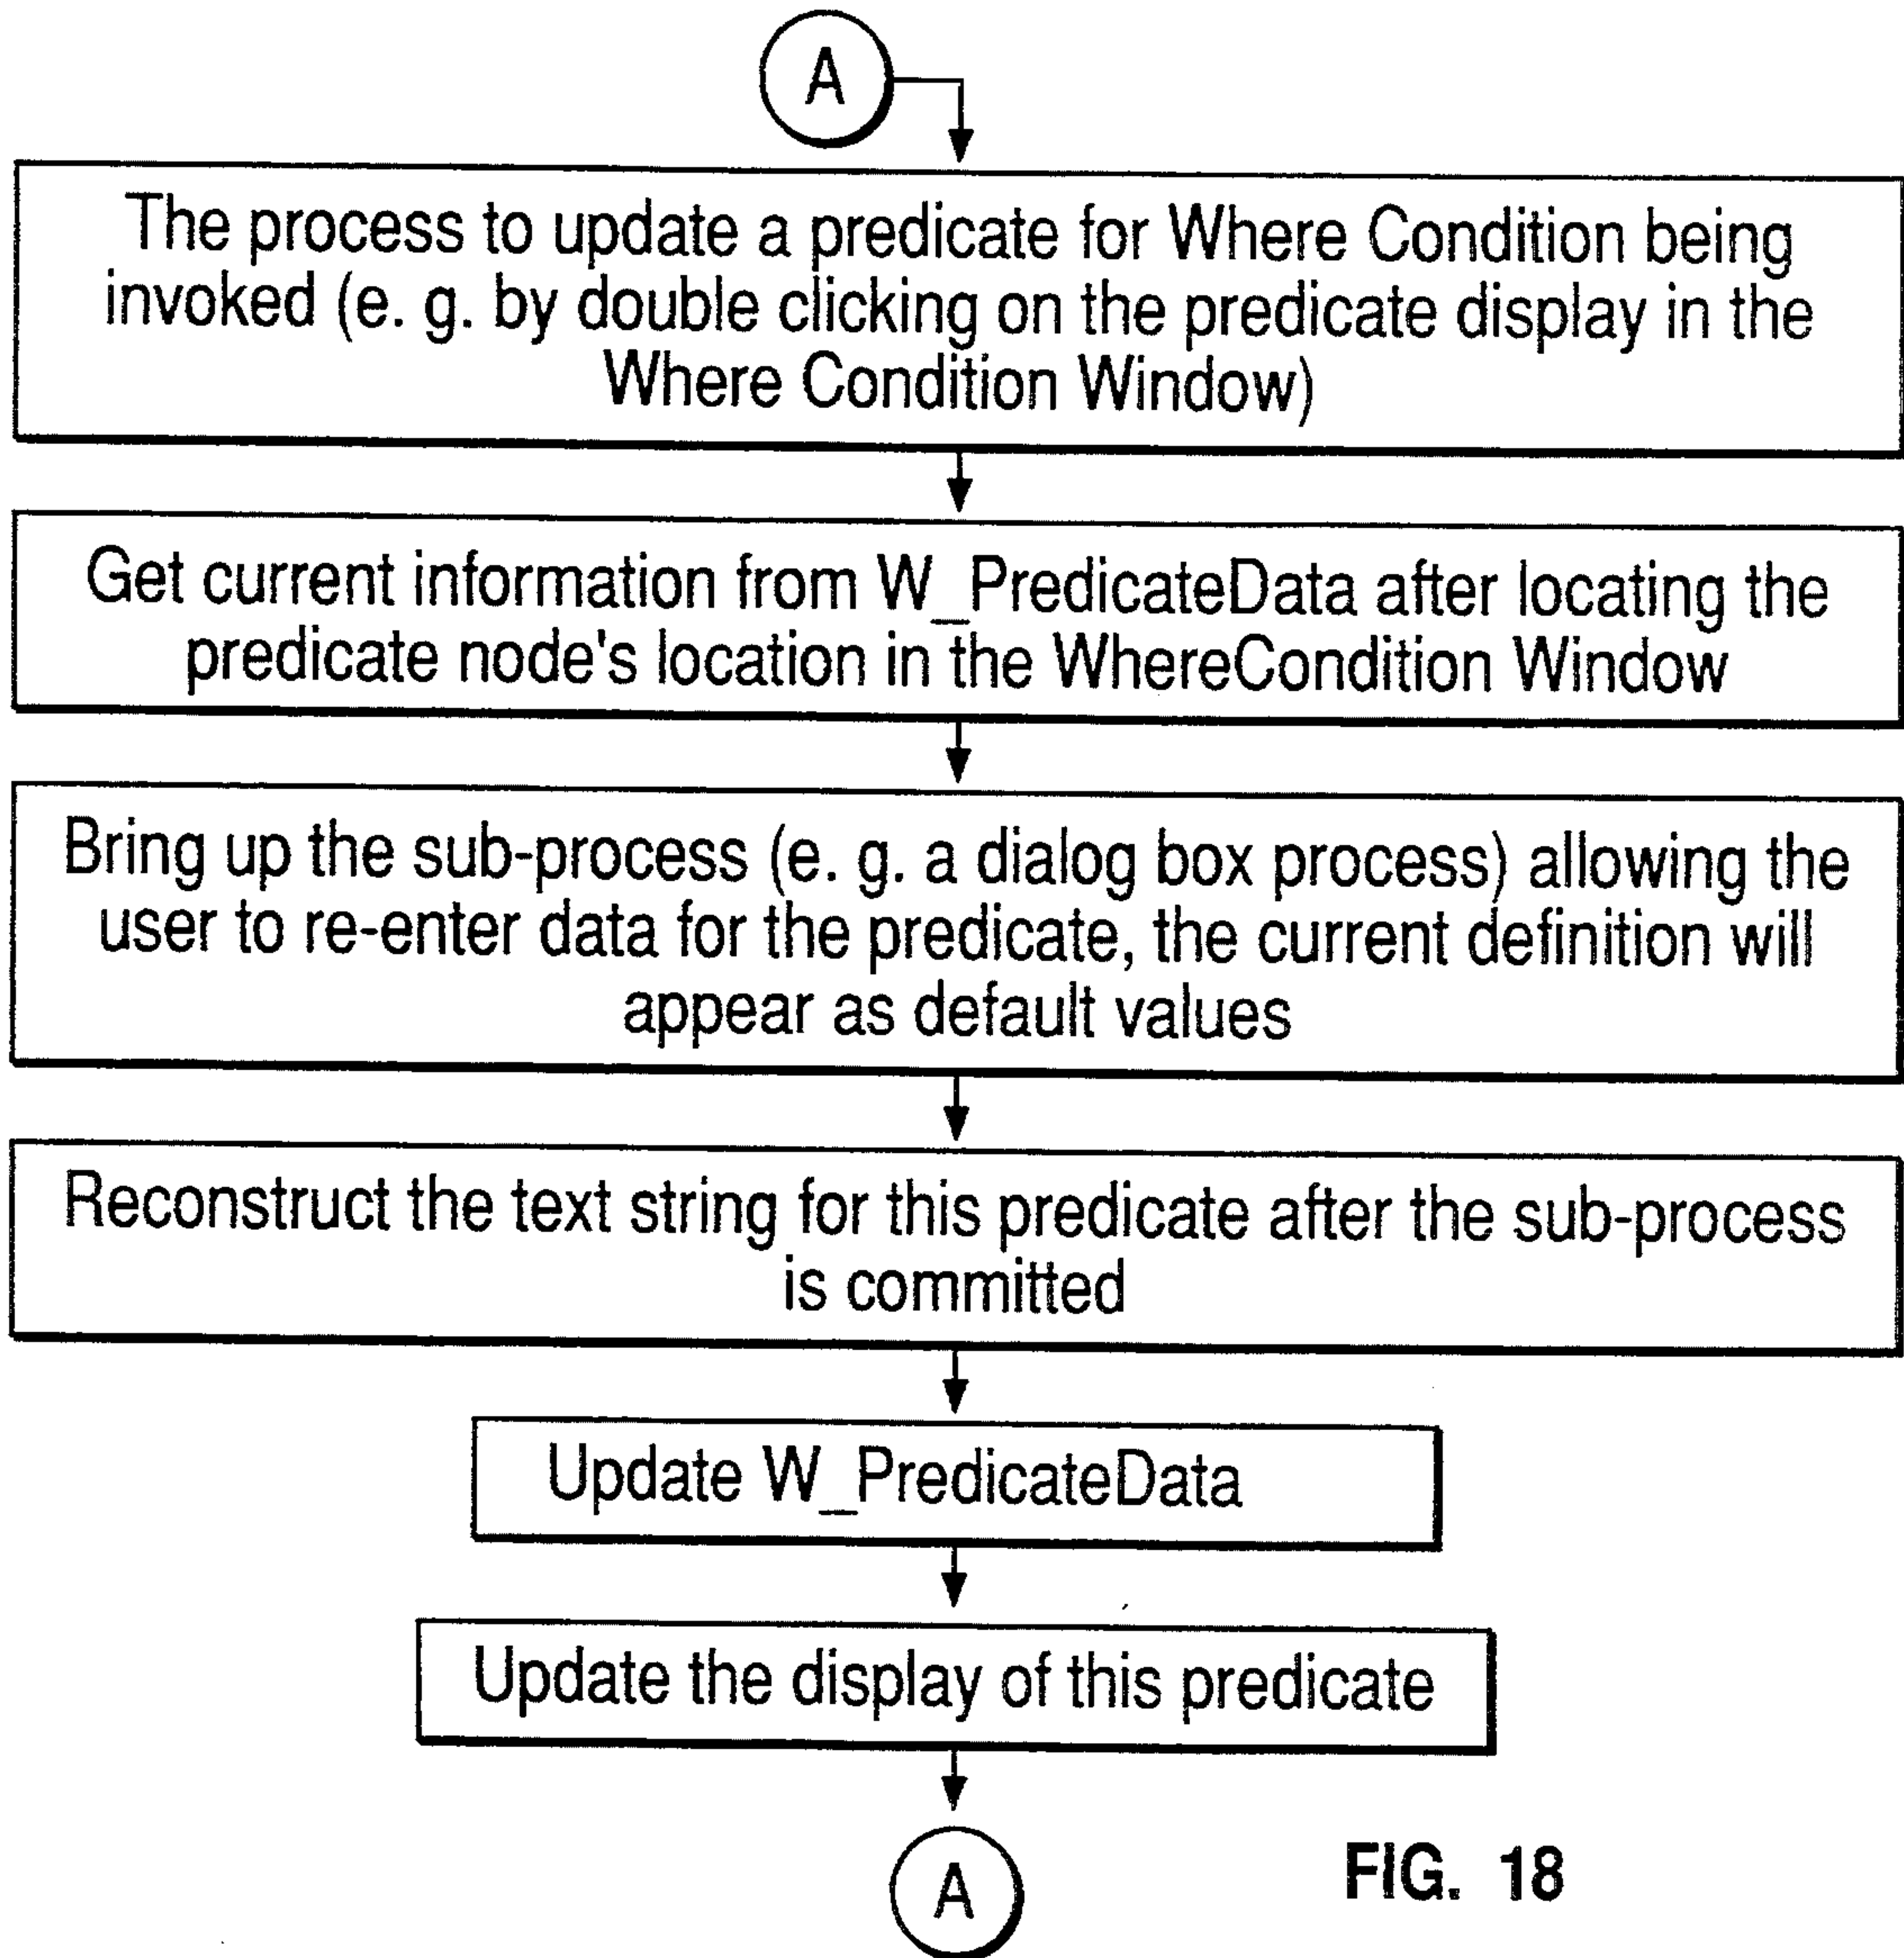 A
The process to update a predicate for Where Condition being
invoked (e. g. by double clicking on the predicate display in the
Where Condition Window)
Get current information from W_PredicateData after locating the
predicate node's location in the WhereCondition Window
Bring up the sub-process (e. g. a dialog box process) allowing the
user to re-enter data for the predicate, the current definition will
appear as default values
Reconstruct the text string for this predicate after the sub-process
is committed
Update W_PredicateData
Update the display of this predicate
A
FIG. 18